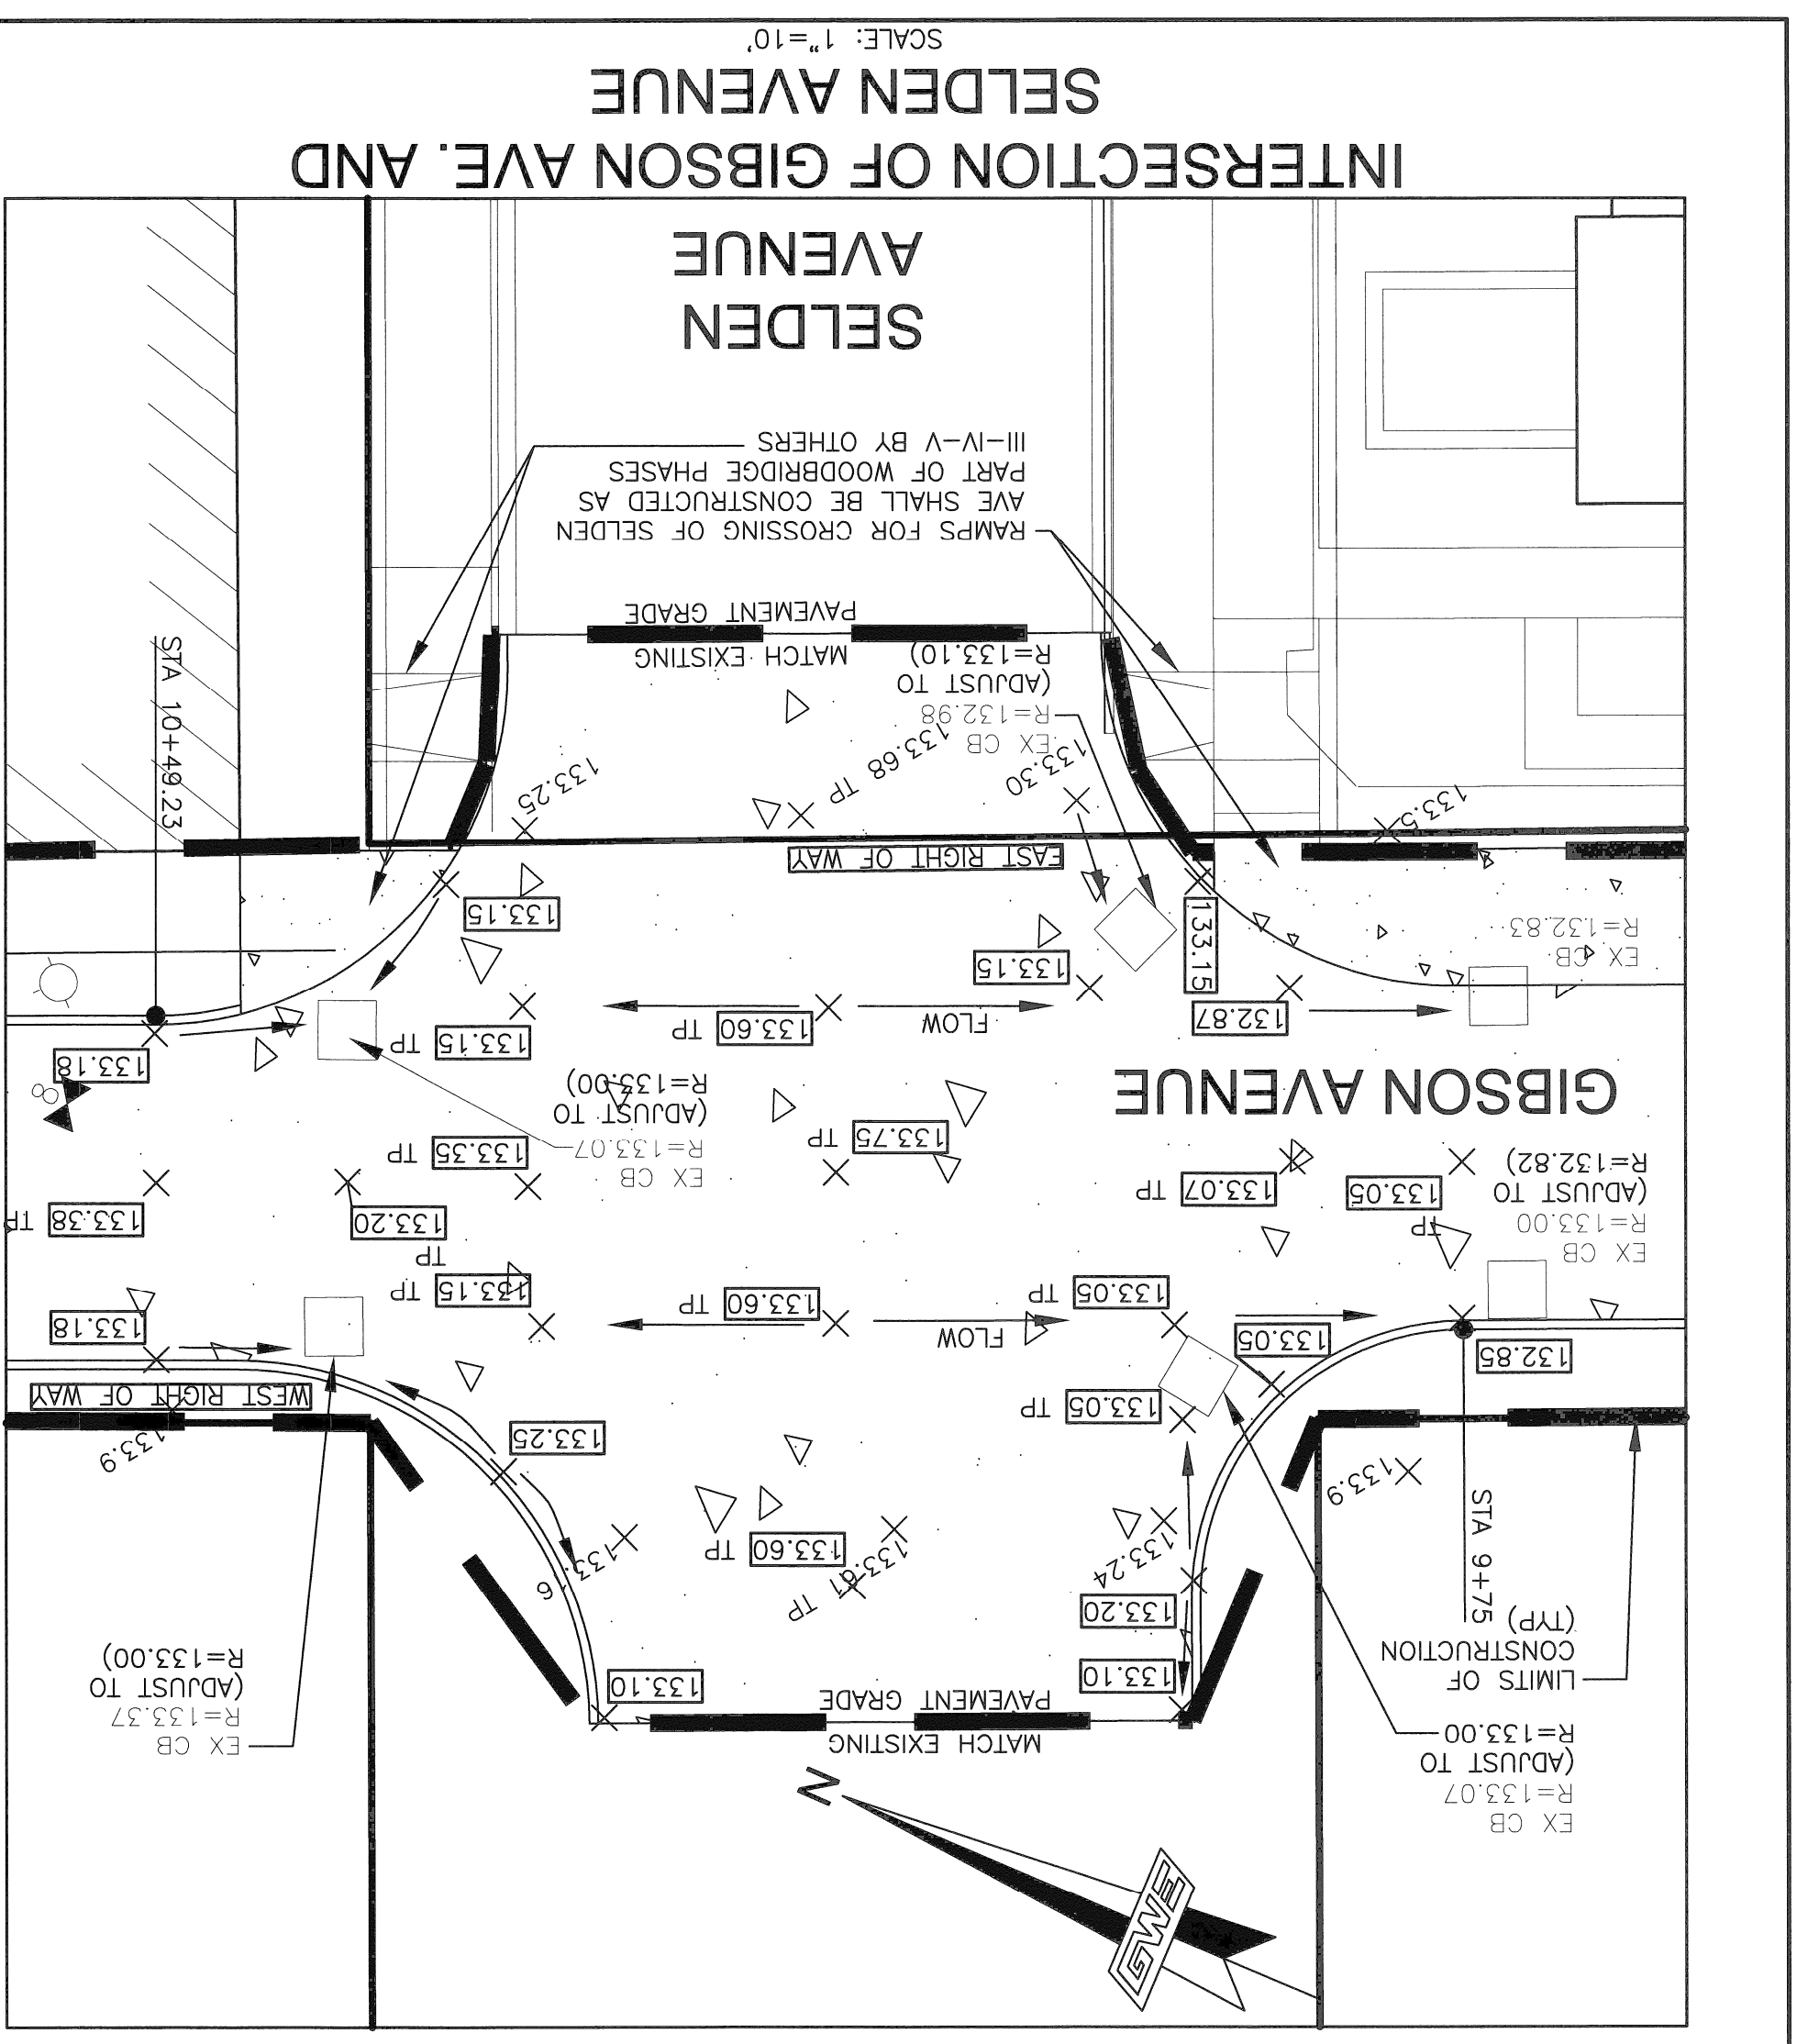 EX CB
R=133.07
(ADJUST TO
R=133.00
LIMITS OF
CONSTRUCTION
(TYP)
STA 9+75
GWE
N
MATCH EXISTING
PAVEMENT GRADE
133.10
133.10
EX CB
R=133.37
(ADJUST TO
R=133.00)
133.20
133.24
133.61 TP
133.60 TP
133.6
133.9
133.9
133.05 TP
133.25
WEST RIGHT OF WAY
132.85
133.05
133.05 TP
FLOW
133.60 TP
133.15 TP
133.18
EX CB
R=133.00
(ADJUST TO
R=132.82)
TP
133.05
133.07 TP
133.75 TP
133.35 TP
TP
133.20
133.38 TP
EX CB
R=133.07
(ADJUST TO
R=133.00)
GIBSON AVENUE
132.87
FLOW
133.60 TP
133.15 TP
133.18
EX CB
R=132.83
133.15
133.15
133.15
EAST RIGHT OF WAY
133.5
133.30
133.68 TP
133.25
STA 10+49.23
EX CB
R=132.98
(ADJUST TO
R=133.10)
MATCH EXISTING
PAVEMENT GRADE
RAMPS FOR CROSSING OF SELDEN
AVE SHALL BE CONSTRUCTED AS
PART OF WOODBRIDGE PHASES
III-IV-V BY OTHERS
SELDEN
AVENUE
INTERSECTION OF GIBSON AVE. AND
SELDEN AVENUE
SCALE: 1"=10'